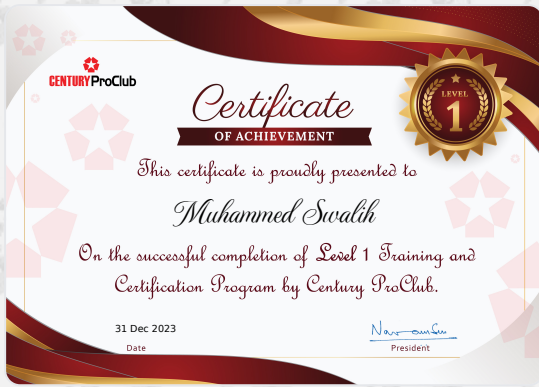 CENTURY ProClub
Certificate
OF ACHIEVEMENT
LEVEL
1
This certificate is proudly presented to
Muhammed Swalih
On the successful completion of Level 1 Training and
Certification Program by Century ProClub.
31 Dec 2023
Date
President